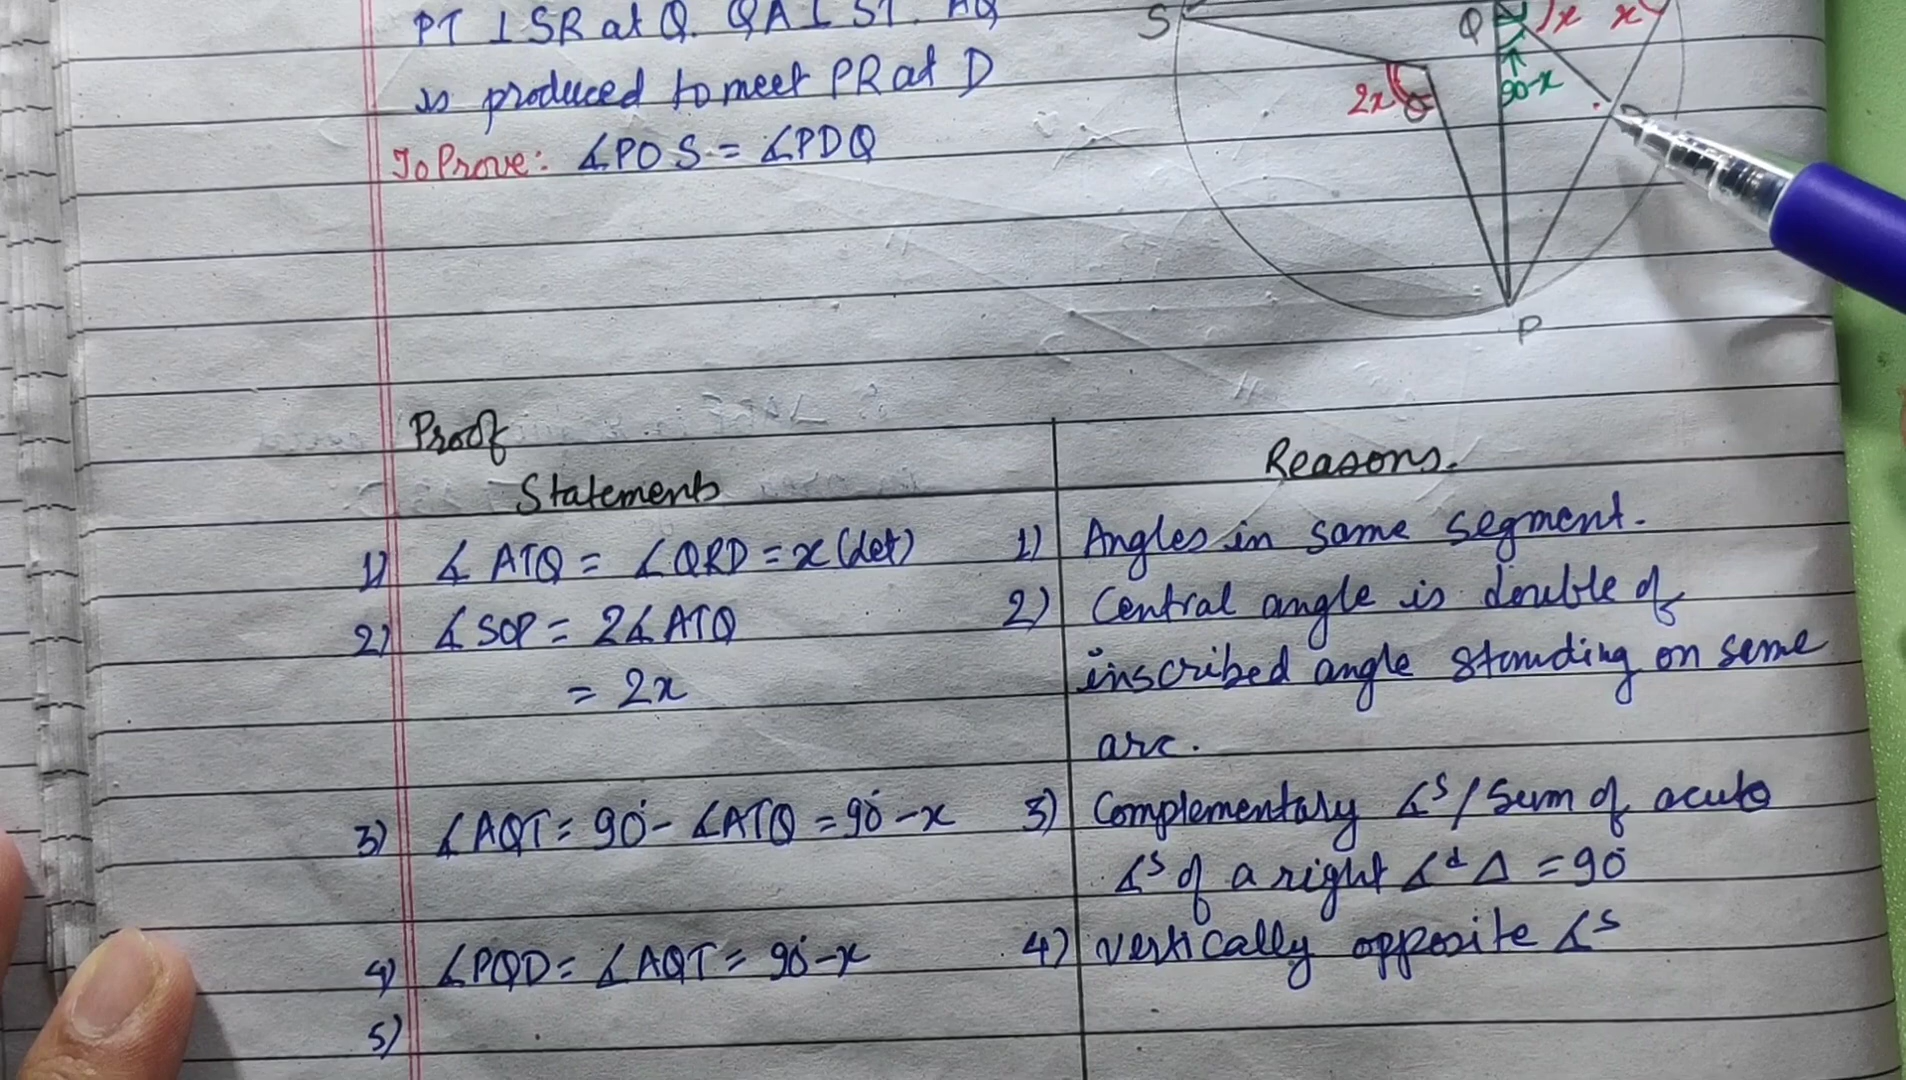 PT ⊥ SR at Q. QA ⊥ ST. AQ
is produced to meet PR at D
To Prove: ∡POS = ∡PDQ
S
Q
x x
2x
O
90-x
D
P
Proof
Statements
Reasons.
1) ∡ATQ = ∡QRD = x (let)
1) Angles in same segment.
2) ∡SOP = 2∡ATQ
= 2x
2) Central angle is double of
inscribed angle standing on same
arc.
3) ∡AQT = 90° - ∡ATQ = 90° - x
3) Complementary ∡s / Sum of acute
∡s of a right ∡d Δ = 90°
4) ∡PQD = ∡AQT = 90° - x
4) Vertically opposite ∡s
5)